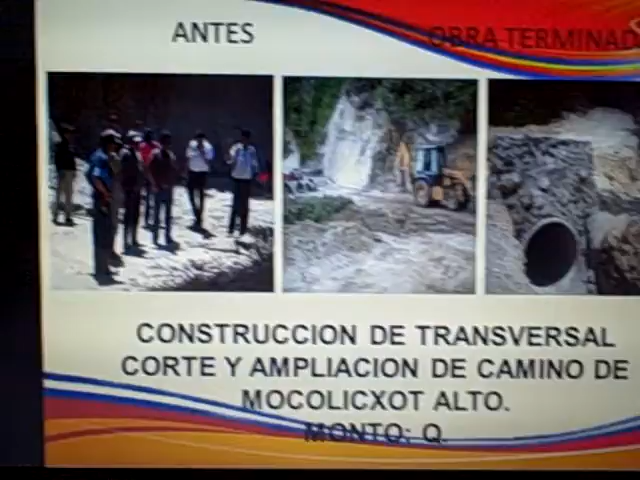 ANTES
OBRA TERMINAD
CONSTRUCCION DE TRANSVERSAL
CORTE Y AMPLIACION DE CAMINO DE
MOCOLICXOT ALTO.
MONTO: Q.